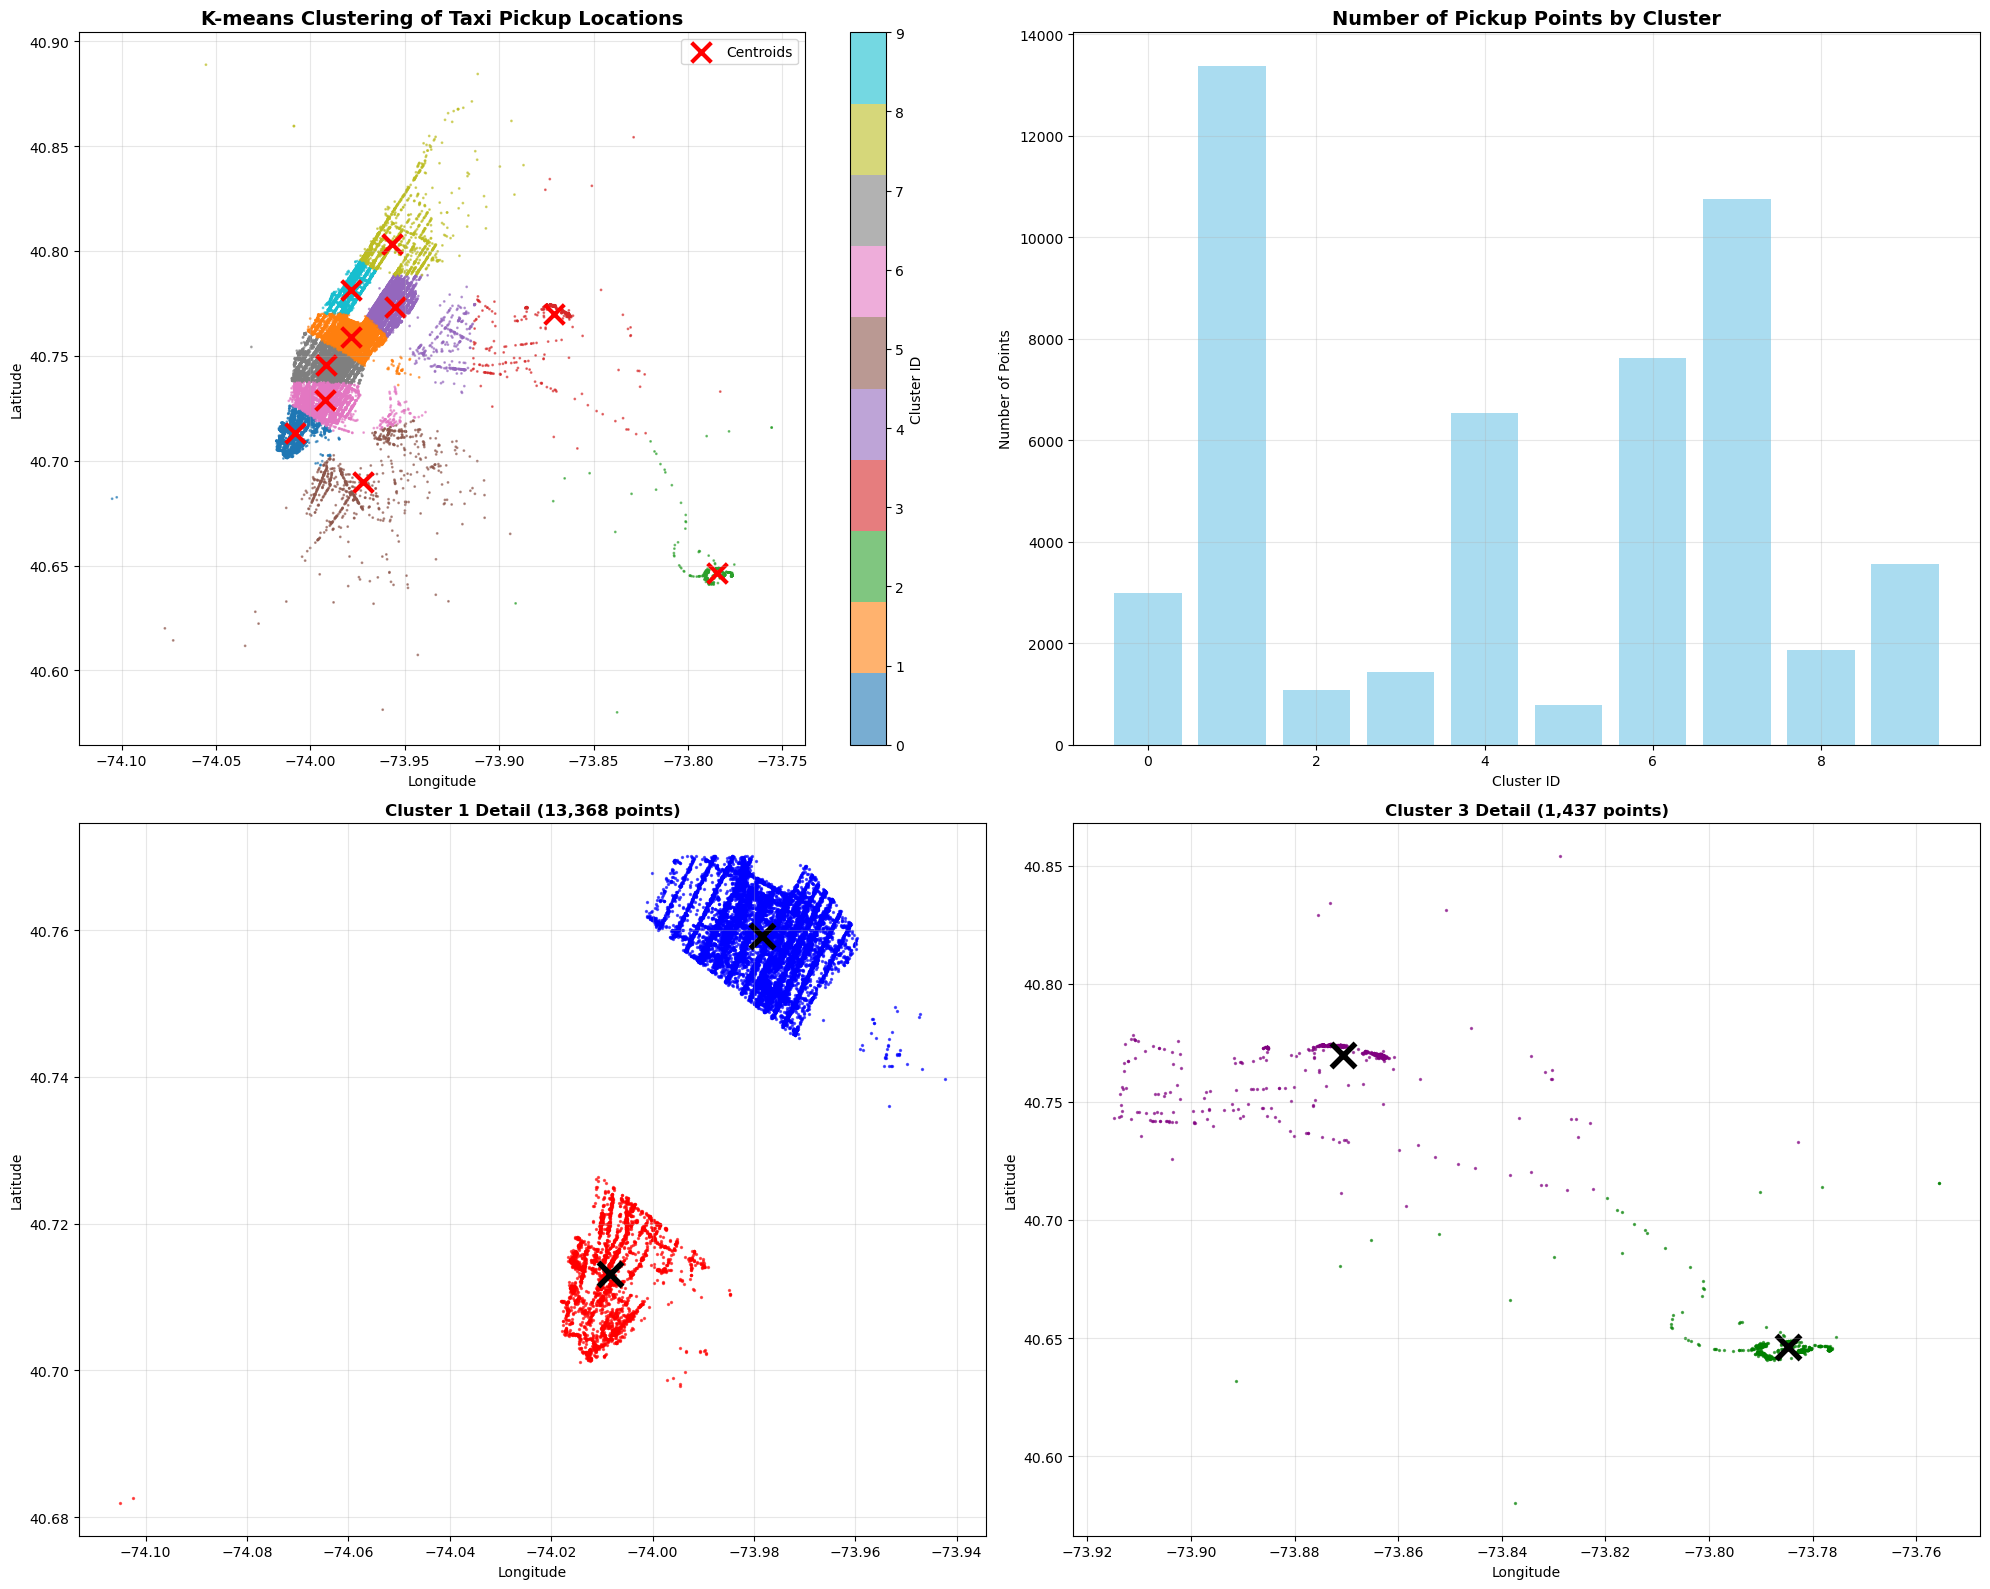 K-means Clustering of Taxi Pickup Locations
Centroids
40.90
40.85
40.80
40.75
40.70
40.65
40.60
Latitude
−74.10 −74.05 −74.00 −73.95 −73.90 −73.85 −73.80 −73.75
Longitude
9
8
7
6
5
4
3
2
1
0
Cluster ID
Number of Pickup Points by Cluster
14000
12000
10000
8000
6000
4000
2000
0
Number of Points
0 2 4 6 8
Cluster ID
Cluster 1 Detail (13,368 points)
40.76
40.74
40.72
40.70
40.68
Latitude
−74.10 −74.08 −74.06 −74.04 −74.02 −74.00 −73.98 −73.96 −73.94
Longitude
Cluster 3 Detail (1,437 points)
40.85
40.80
40.75
40.70
40.65
40.60
Latitude
−73.92 −73.90 −73.88 −73.86 −73.84 −73.82 −73.80 −73.78 −73.76
Longitude